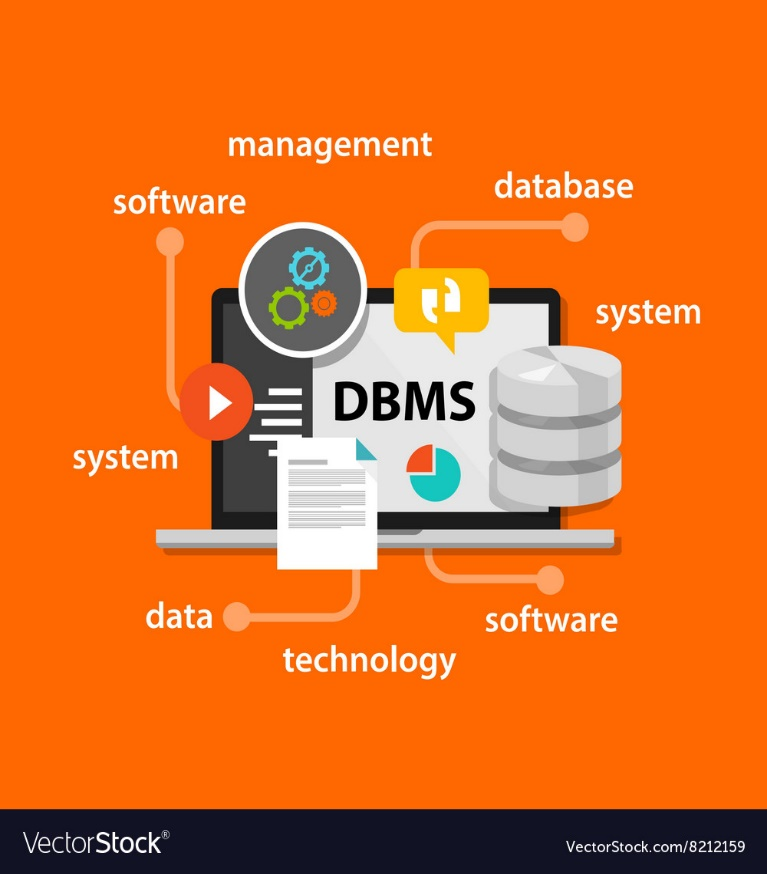 management
database
software
system
DBMS
system
data
software
technology
VectorStock®
VectorStock.com/8212159